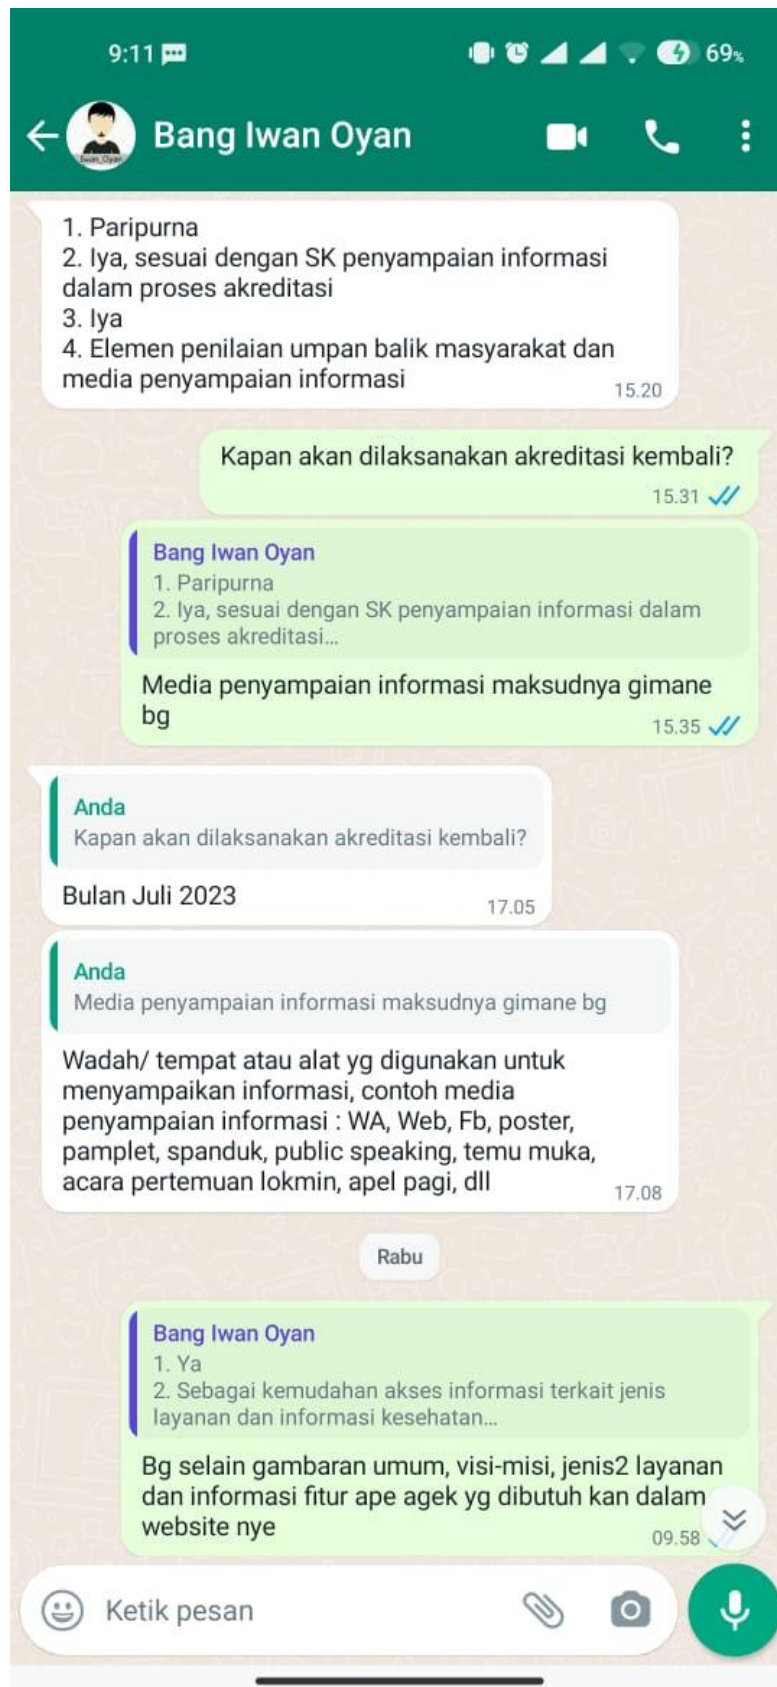 9:11
69%
Bang Iwan Oyan
Iwan_Oyan
1. Paripurna
2. Iya, sesuai dengan SK penyampaian informasi
dalam proses akreditasi
3. Iya
4. Elemen penilaian umpan balik masyarakat dan
media penyampaian informasi
15.20
Kapan akan dilaksanakan akreditasi kembali?
15.31
Bang Iwan Oyan
1. Paripurna
2. Iya, sesuai dengan SK penyampaian informasi dalam
proses akreditasi...
Media penyampaian informasi maksudnya gimane
bg
15.35
Anda
Kapan akan dilaksanakan akreditasi kembali?
Bulan Juli 2023
17.05
Anda
Media penyampaian informasi maksudnya gimane bg
Wadah/ tempat atau alat yg digunakan untuk
menyampaikan informasi, contoh media
penyampaian informasi : WA, Web, Fb, poster,
pamplet, spanduk, public speaking, temu muka,
acara pertemuan lokmin, apel pagi, dll
17.08
Rabu
Bang Iwan Oyan
1. Ya
2. Sebagai kemudahan akses informasi terkait jenis
layanan dan informasi kesehatan...
Bg selain gambaran umum, visi-misi, jenis2 layanan
dan informasi fitur ape agek yg dibutuh kan dalam
website nye
09.58
Ketik pesan